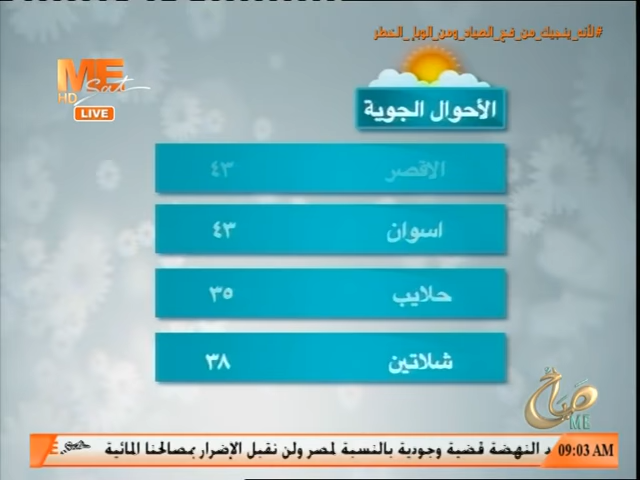 #لأنه_ينجيك_من_فخ_الصياد_ومن_الوبإ_الخطر
ME
Sat
HD
LIVE
الأحوال الجوية
الاقصر ٤٣
اسوان ٤٣
حلايب ٣٥
شلاتين ٣٨
صباح
ME
د النهضة قضية وجودية بالنسبة لمصر ولن نقبل الإضرار بمصالحنا المائية
09:03 AM